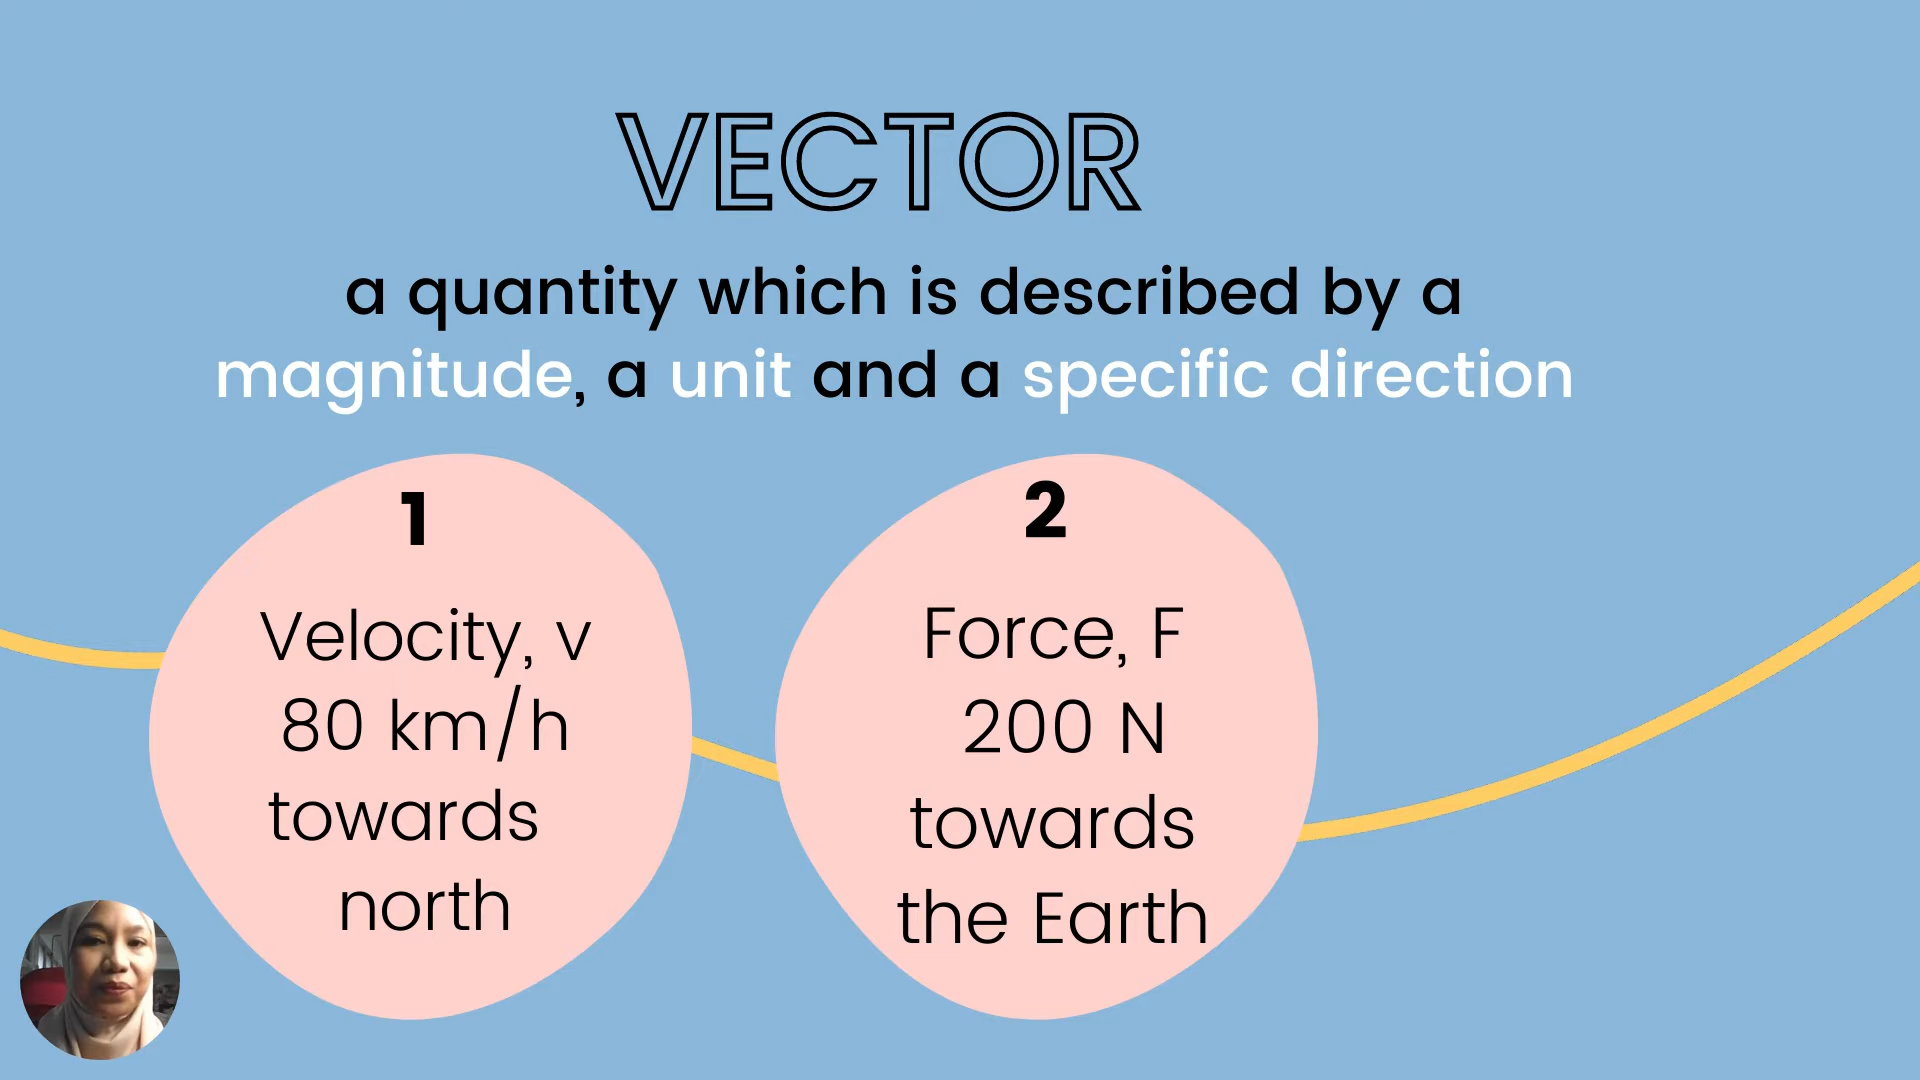 VECTOR
a quantity which is described by a
magnitude, a unit and a specific direction
1
Velocity, v
80 km/h
towards
north
2
Force, F
200 N
towards
the Earth